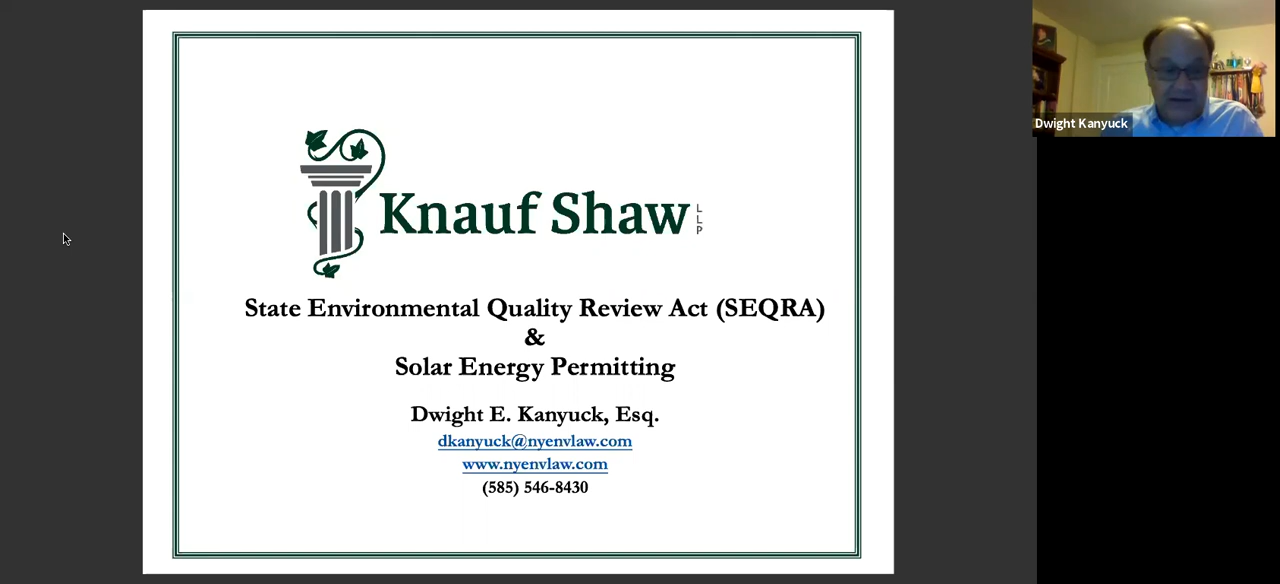 Knauf Shaw LLP
State Environmental Quality Review Act (SEQRA)
&
Solar Energy Permitting
Dwight E. Kanyuck, Esq.
dkanyuck@nyenvlaw.com
www.nyenvlaw.com
(585) 546-8430
Dwight Kanyuck